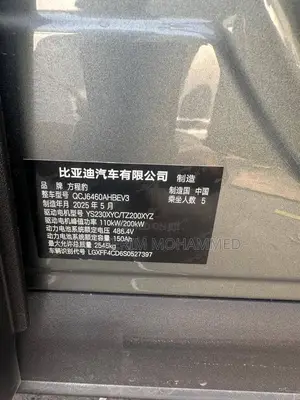 比亚迪汽车有限公司 制造
品牌 方程豹 制造国 中国
整车型号 QCJ6460AHBEV3 乘坐人数 5
制造年月 2025 年 5 月
驱动电机型号 YS230XYC/TZ200XYZ
驱动电机峰值功率 110kW/200kW
动力电池系统额定电压 486.4V
动力电池系统额定容量 150Ah
最大允许总质量 2545kg
车辆识别代号 LGXFF4CD6S0527397
MOHAMMED